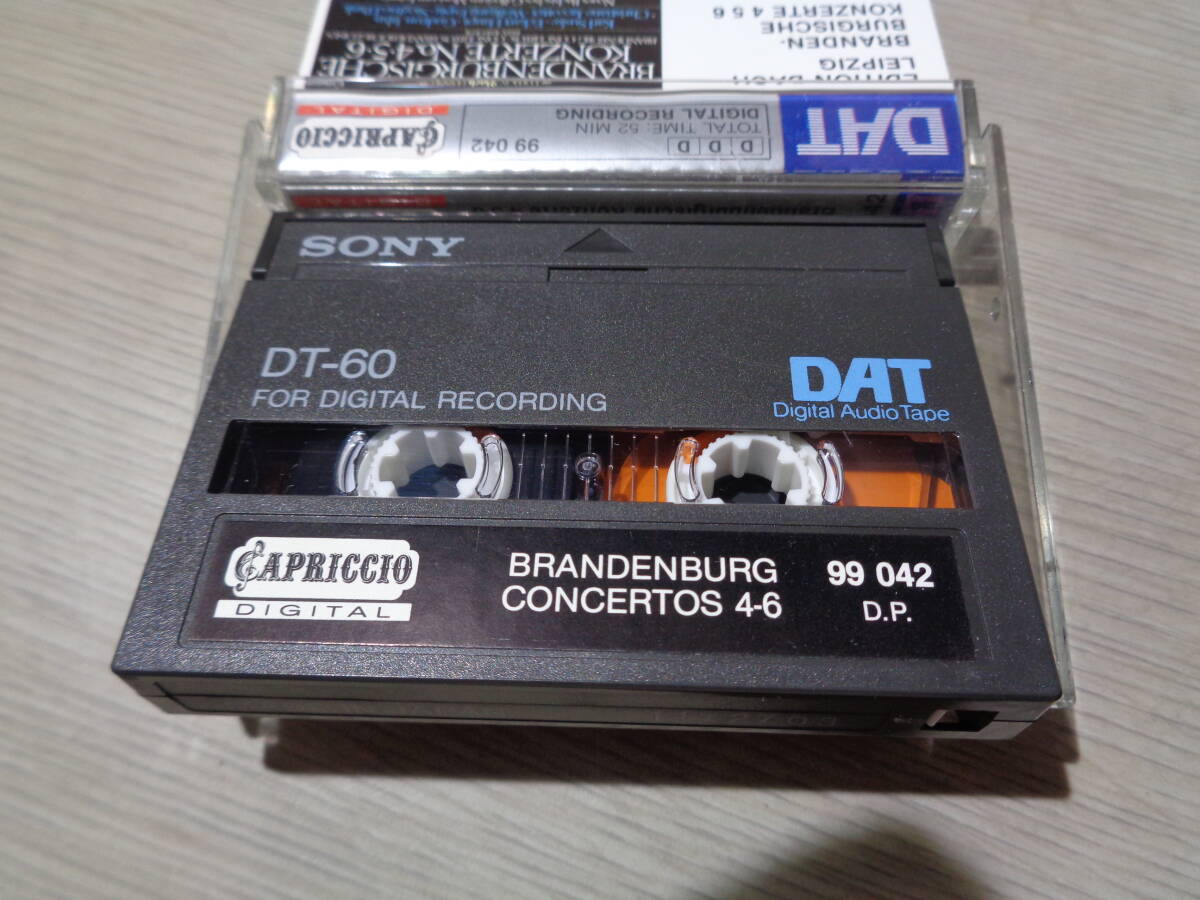 EDITION BACH
LEIPZIG
BRANDEN-
BURGISCHE
KONZERTE 4 5 6
BRANDENBURGISCHE
KONZERTE No. 4·5·6
DAT
D D D
TOTAL TIME: 52 MIN
DIGITAL RECORDING
99 042
CAPRICCIO
DIGITAL
SONY
DT-60
FOR DIGITAL RECORDING
DAT
Digital Audio Tape
CAPRICCIO
DIGITAL
BRANDENBURG
CONCERTOS 4-6
99 042
D.P.